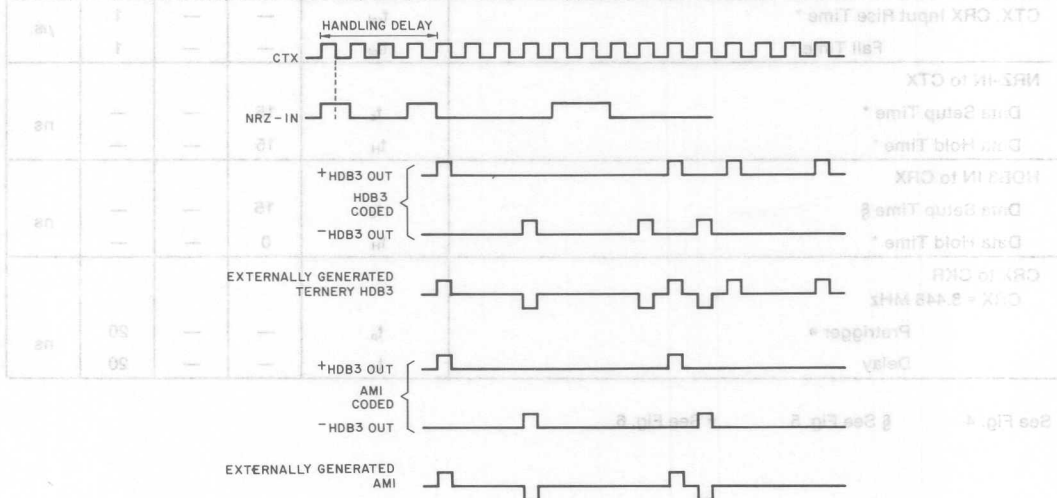 HANDLING DELAY
CTX
NRZ-IN
+HDB3 OUT
HDB3
CODED
-HDB3 OUT
EXTERNALLY GENERATED
TERNERY HDB3
+HDB3 OUT
AMI
CODED
-HDB3 OUT
EXTERNALLY GENERATED
AMI
CTX, CRX Input Rise Time * — — 1
Fall Time — — 1
μs
NRZ-IN to CTX
Data Setup Time * — —
Data Hold Time * tH 15 — —
ns
HDB3 IN to CRX
Data Setup Time § 15 — —
Data Hold Time * 0 — —
ns
CRX to CKR
CRX = 8.448 MHz
Pretrigger — — 20
Delay — — 20
ns
See Fig. 4 § See Fig. 5 See Fig. 6